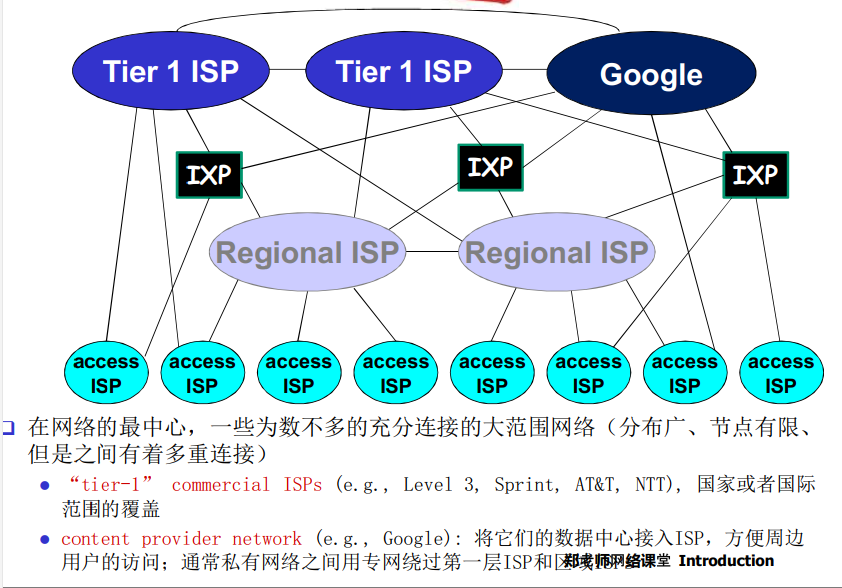 Tier 1 ISP Tier 1 ISP Google
IXP IXP IXP
Regional ISP Regional ISP
access access access access access access access access
ISP ISP ISP ISP ISP ISP ISP ISP
在网络的最中心，一些为数不多的充分连接的大范围网络（分布广、节点有限、
但是之间有着多重连接）
“tier-1” commercial ISPs (e.g., Level 3, Sprint, AT&T, NTT), 国家或者国际
范围的覆盖
content provider network (e.g., Google): 将它们的数据中心接入ISP，方便周边
用户的访问；通常私有网络之间用专网绕过第一层ISP和区
郑老师网络课堂 Introduction